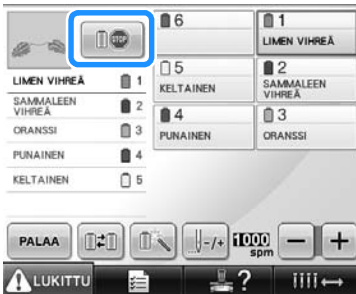 STOP
6
1
LIMEN VIHREÄ
5
KELTAINEN
2
SAMMALEEN
VIHREÄ
4
PUNAINEN
3
ORANSSI
LIMEN VIHREÄ 1
SAMMALEEN
VIHREÄ 2
ORANSSI 3
PUNAINEN 4
KELTAINEN 5
PALAA
-/+
1000
spm
− +
LUKITTU
?